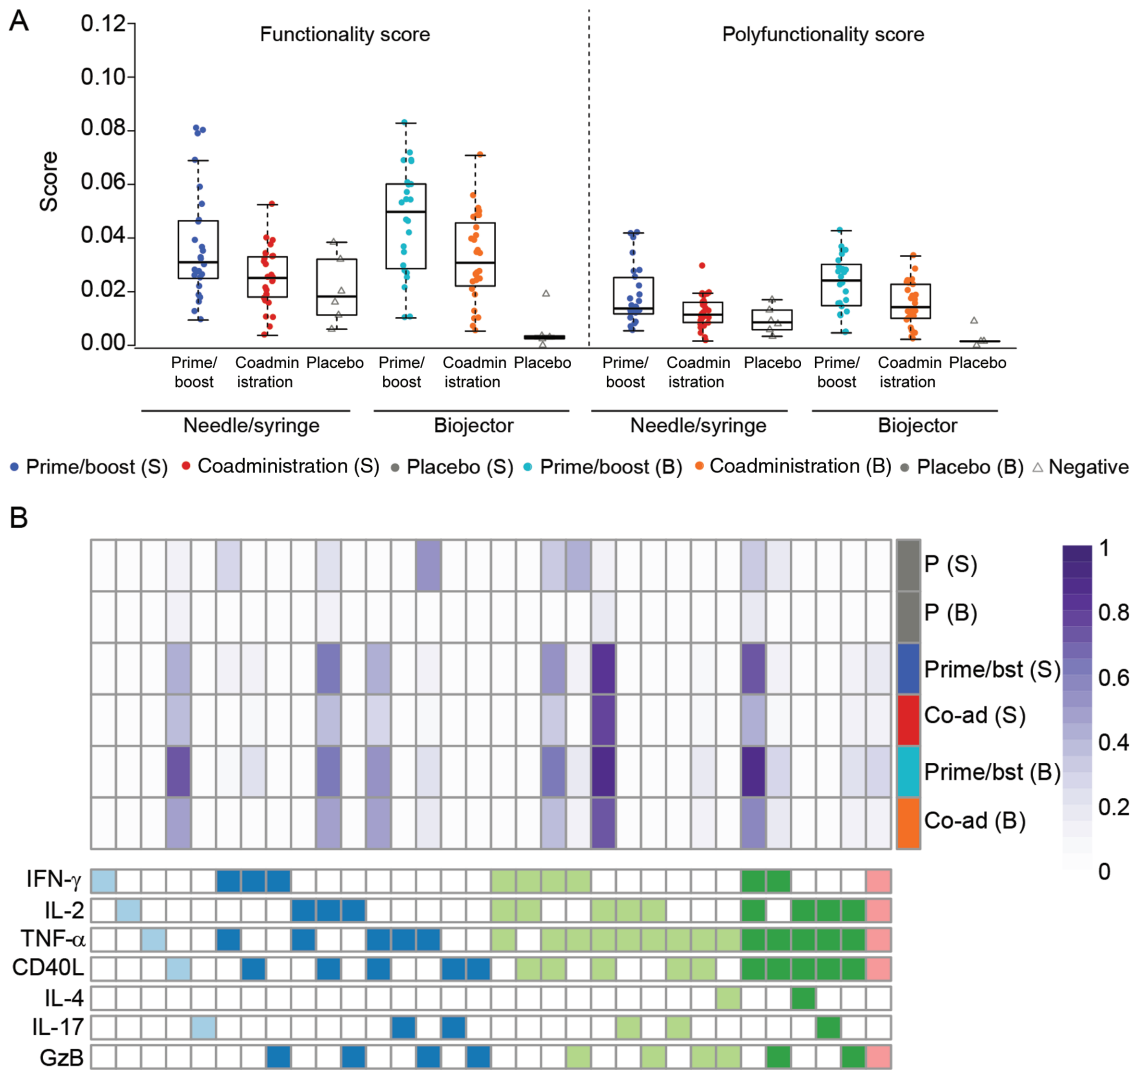 A
Functionality score
Polyfunctionality score
Score
0.12
0.10
0.08
0.06
0.04
0.02
0.00
Prime/ Coadmin Placebo Prime/ Coadmin Placebo Prime/ Coadmin Placebo Prime/ Coadmin Placebo
boost istration boost istration boost istration boost istration
Needle/syringe Biojector Needle/syringe Biojector
Prime/boost (S) Coadministration (S) Placebo (S) Prime/boost (B) Coadministration (B) Placebo (B) Negative
B
P (S)
P (B)
Prime/bst (S)
Co-ad (S)
Prime/bst (B)
Co-ad (B)
1
0.8
0.6
0.4
0.2
0
IFN-γ
IL-2
TNF-α
CD40L
IL-4
IL-17
GzB